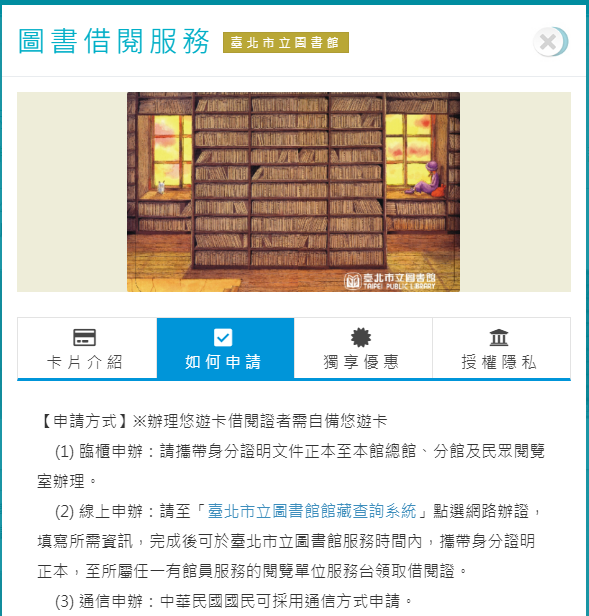 圖書借閱服務 臺北市立圖書館
臺北市立圖書館
TAIPEI PUBLIC LIBRARY
卡片介紹 如何申請 獨享優惠 授權隱私
【申請方式】※辦理悠遊卡借閱證者需自備悠遊卡
(1) 臨櫃申辦：請攜帶身分證明文件正本至本館總館、分館及民眾閱覽
室辦理。
(2) 線上申辦：請至「臺北市立圖書館館藏查詢系統」點選網路辦證，
填寫所需資訊，完成後可於臺北市立圖書館服務時間內，攜帶身分證明
正本，至所屬任一有館員服務的閱覽單位服務台領取借閱證。
(3) 通信申辦：中華民國國民可採用通信方式申請。